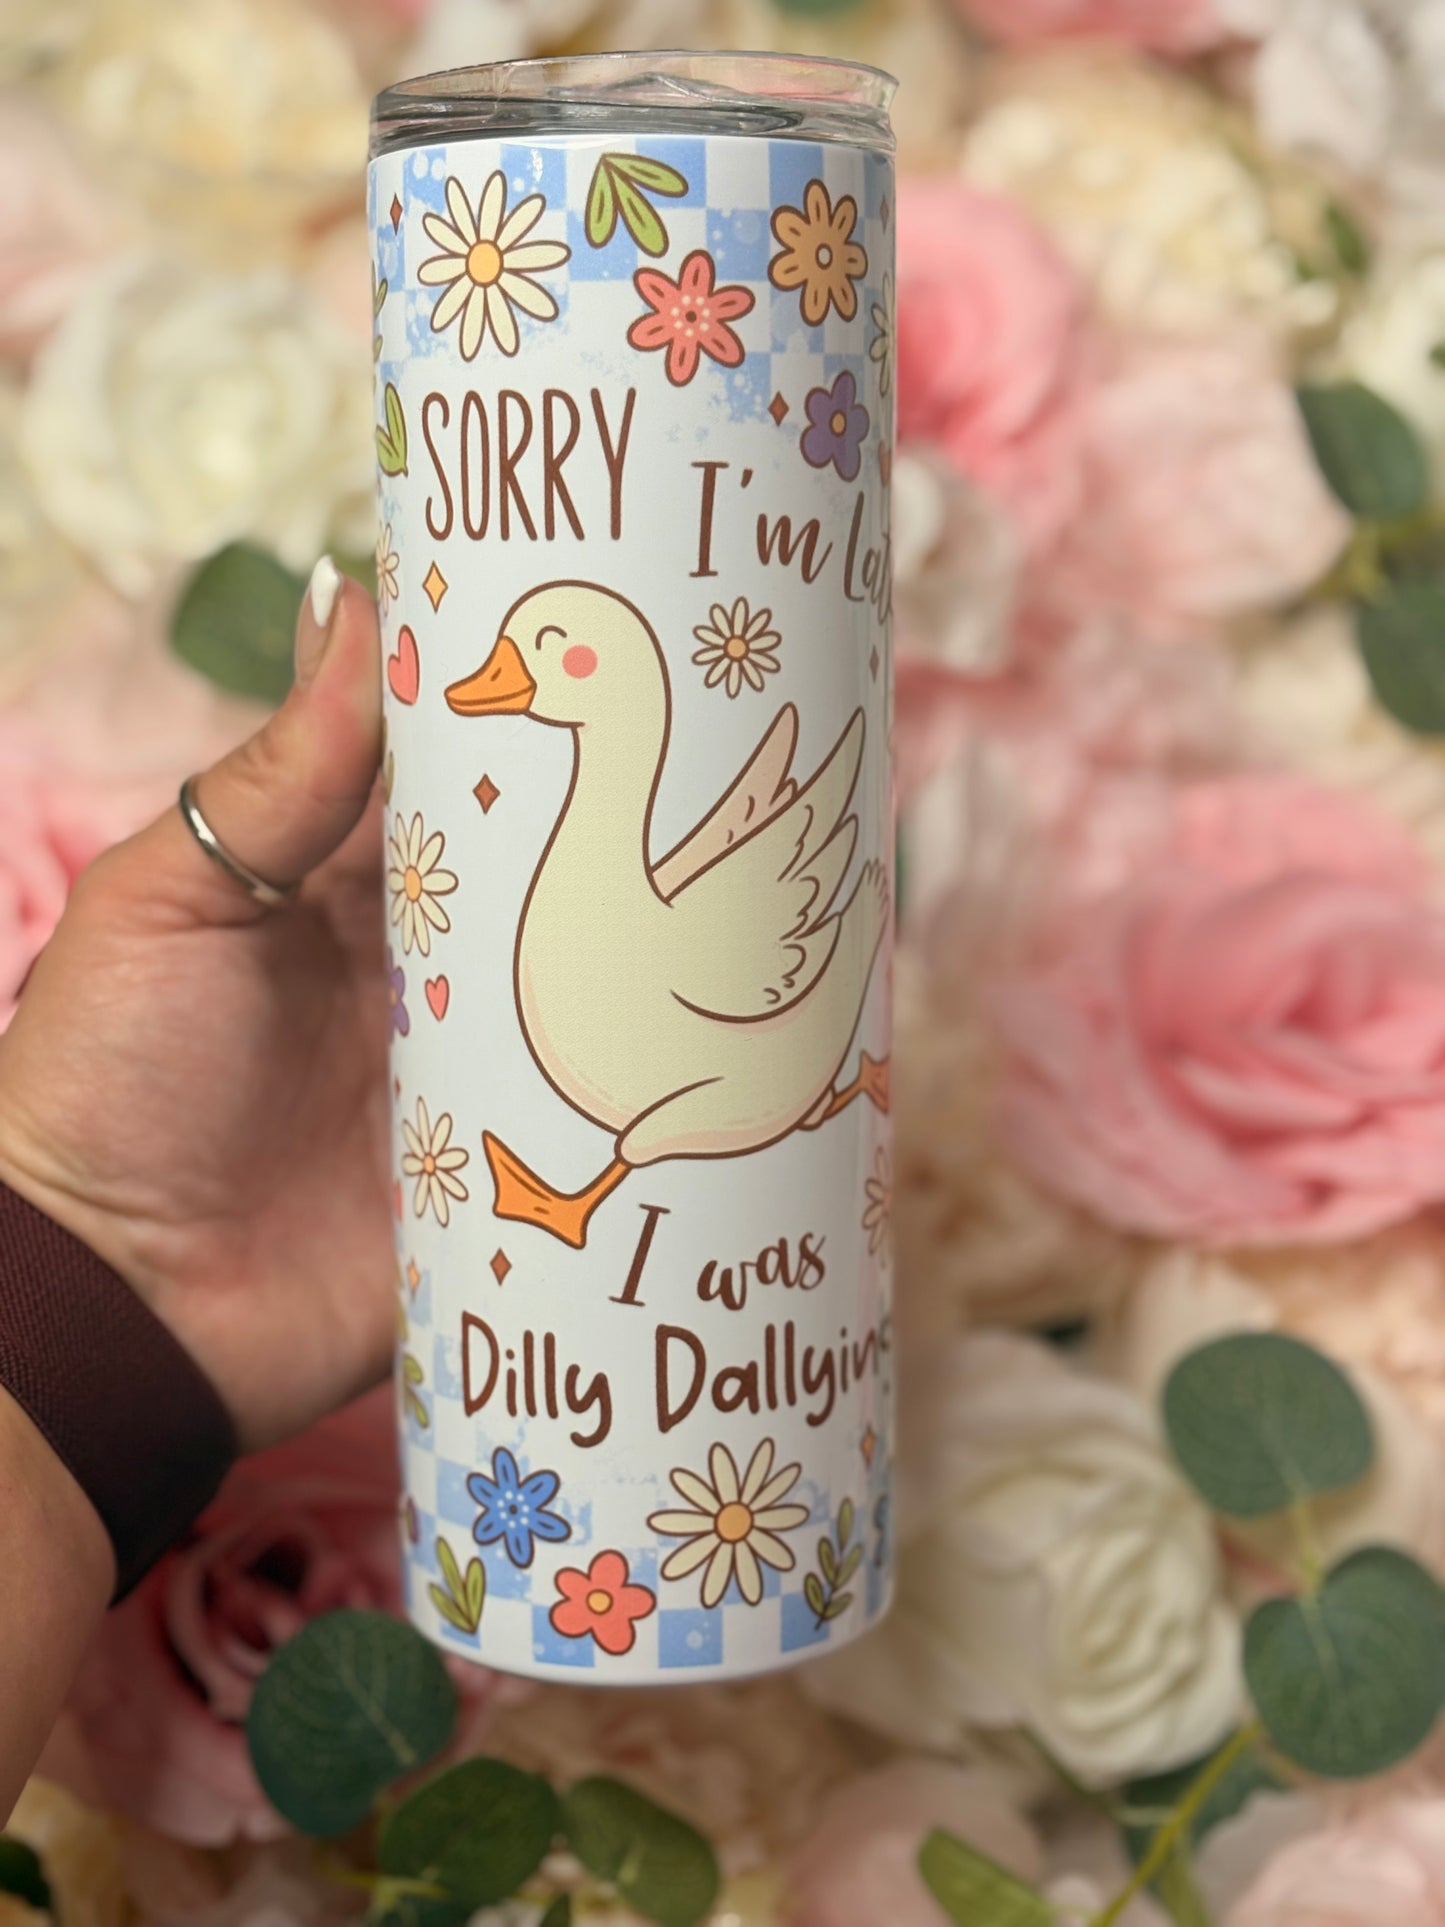 SORRY
I'm Lat
I was
Dilly Dallyin